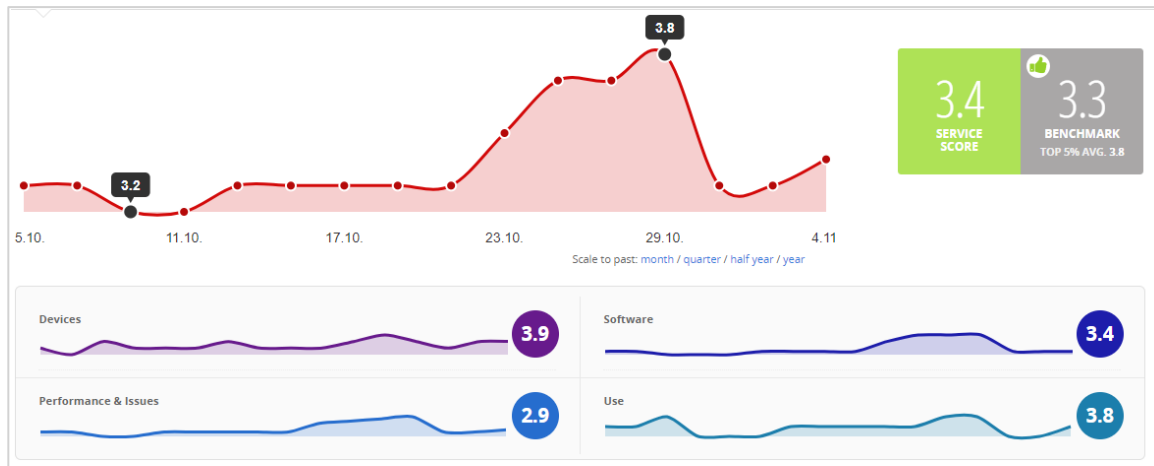 3.8
3.2
5.10.
11.10.
17.10.
23.10.
29.10.
4.11
Scale to past: month / quarter / half year / year
3.4
SERVICE
SCORE
3.3
BENCHMARK
TOP 5% AVG. 3.8
Devices
3.9
Software
3.4
Performance & Issues
2.9
Use
3.8